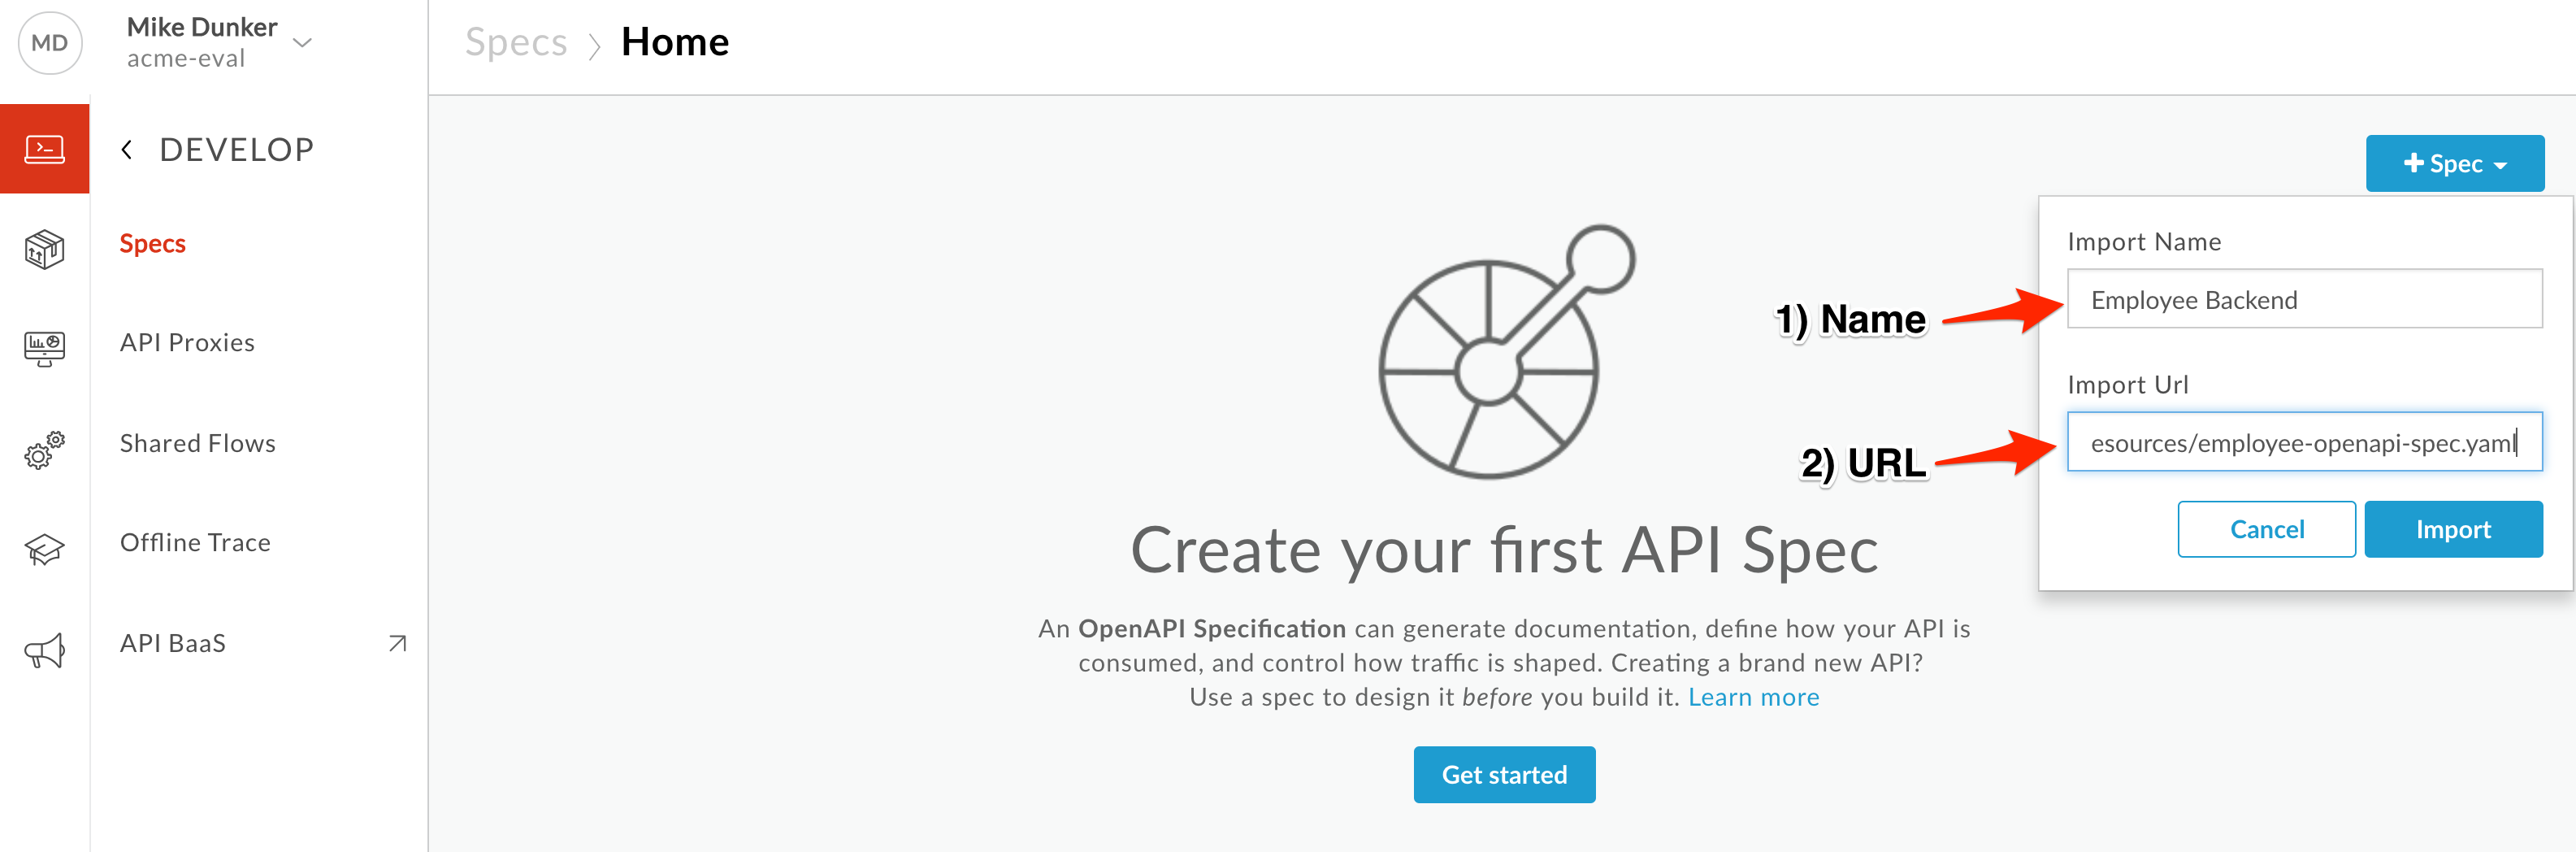 MD
Mike Dunker
acme-eval
Specs > Home
DEVELOP
Specs
API Proxies
Shared Flows
Offline Trace
API BaaS
+ Spec
Import Name
Employee Backend
1) Name
Import Url
esources/employee-openapi-spec.yaml
2) URL
Cancel
Import
Create your first API Spec
An OpenAPI Specification can generate documentation, define how your API is
consumed, and control how traffic is shaped. Creating a brand new API?
Use a spec to design it before you build it. Learn more
Get started